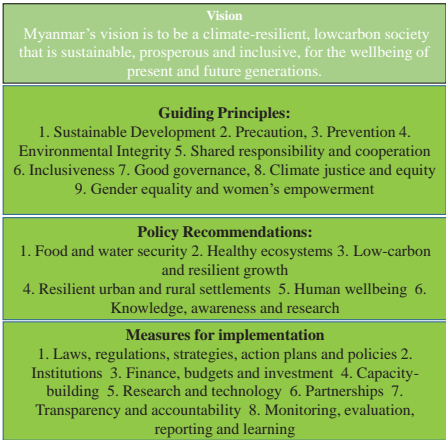 Vision
Myanmar's vision is to be a climate-resilient, lowcarbon society
that is sustainable, prosperous and inclusive, for the wellbeing of
present and future generations.
Guiding Principles:
1. Sustainable Development 2. Precaution, 3. Prevention 4.
Environmental Integrity 5. Shared responsibility and cooperation
6. Inclusiveness 7. Good governance, 8. Climate justice and equity
9. Gender equality and women's empowerment
Policy Recommendations:
1. Food and water security 2. Healthy ecosystems 3. Low-carbon
and resilient growth
4. Resilient urban and rural settlements 5. Human wellbeing 6.
Knowledge, awareness and research
Measures for implementation
1. Laws, regulations, strategies, action plans and policies 2.
Institutions 3. Finance, budgets and investment 4. Capacity-
building 5. Research and technology 6. Partnerships 7.
Transparency and accountability 8. Monitoring, evaluation,
reporting and learning